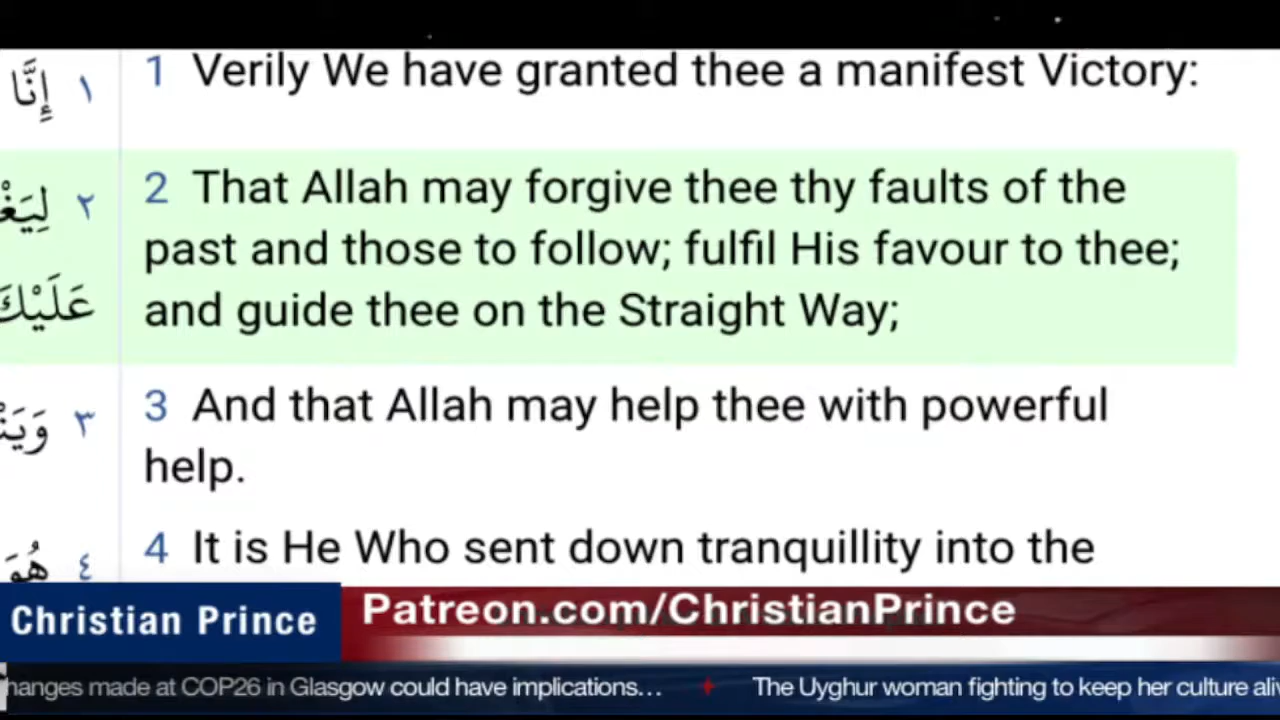 إِنَّا ١ 1 Verily We have granted thee a manifest Victory:
٢ 2 That Allah may forgive thee thy faults of the
past and those to follow; fulfil His favour to thee;
عَلَيْكَ and guide thee on the Straight Way;
٣ 3 And that Allah may help thee with powerful
help.
٤ 4 It is He Who sent down tranquillity into the
Christian Prince Patreon.com/ChristianPrince
hanges made at COP26 in Glasgow could have implications... The Uyghur woman fighting to keep her culture aliv